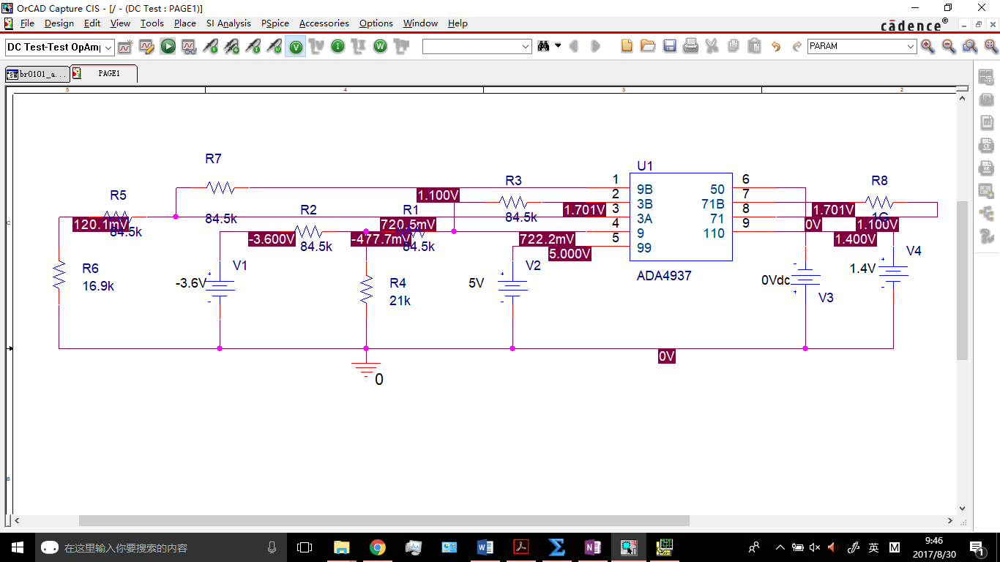 OrCAD Capture CIS - [/ - (DC Test : PAGE1)]
File Design Edit View Tools Place SI Analysis PSpice Accessories Options Window Help
cādence®
DC Test-Test OpAm
V I W
PARAM
br0101_a... PAGE1
5 4 3 2
R7
84.5k
R5
84.5k
120.1mV
R6
16.9k
R2
84.5k
-3.600V
V1
-3.6V
R1
84.5k
720.5mV
-477.7mV
R4
21k
1.100V
R3
84.5k
1.701V
722.2mV
5.000V
V2
5V
U1
1 9B 50 6
2 3B 71B 7
3 3A 71 8
4 9 110 9
5 99
ADA4937
R8
1G
1.701V
1.100V
0V
1.400V
V4
1.4V
0Vdc
V3
0V
0
C
B
在这里输入你要搜索的内容
英 M
9:46
2017/8/30
1